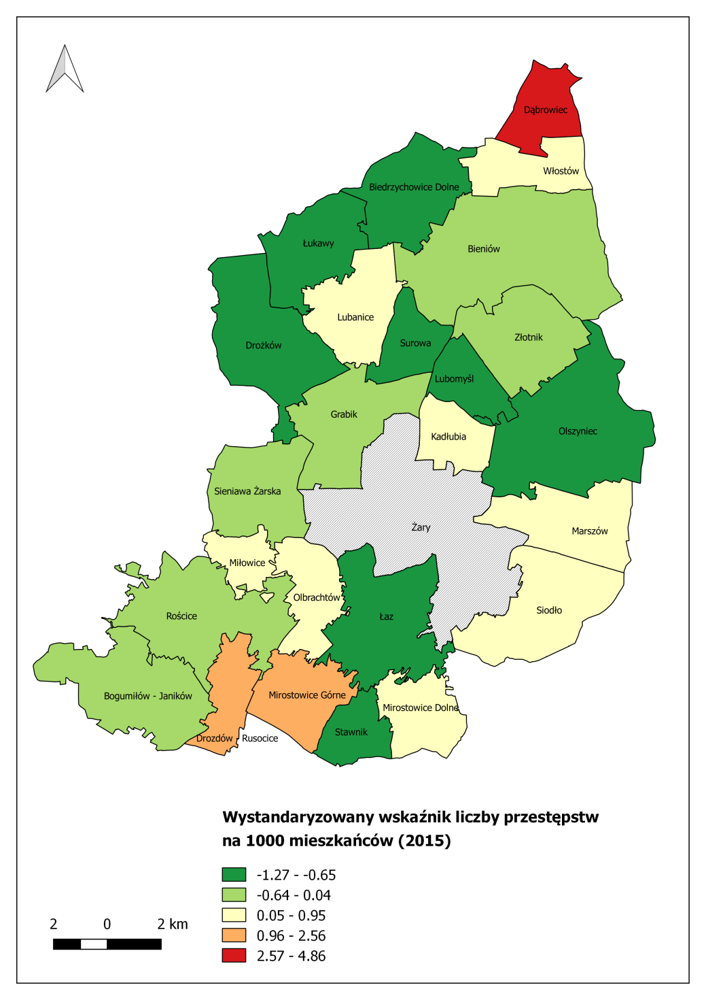 Dąbrowiec
Włostów
Biedrzychowice Dolne
Łukawy
Bieniów
Lubanice
Złotnik
Surowa
Drożków
Lubomyśl
Grabik
Olszyniec
Kadłubia
Sieniawa Żarska
Żary
Marszów
Miłowice
Olbrachtów
Siodło
Rościce
Łaz
Bogumiłów - Janików
Mirostowice Górne
Mirostowice Dolne
Stawnik
Drozdów
Rusocice
Wystandaryzowany wskaźnik liczby przestępstw
na 1000 mieszkańców (2015)
-1.27 - -0.65
-0.64 - 0.04
0.05 - 0.95
0.96 - 2.56
2.57 - 4.86
2 0 2 km